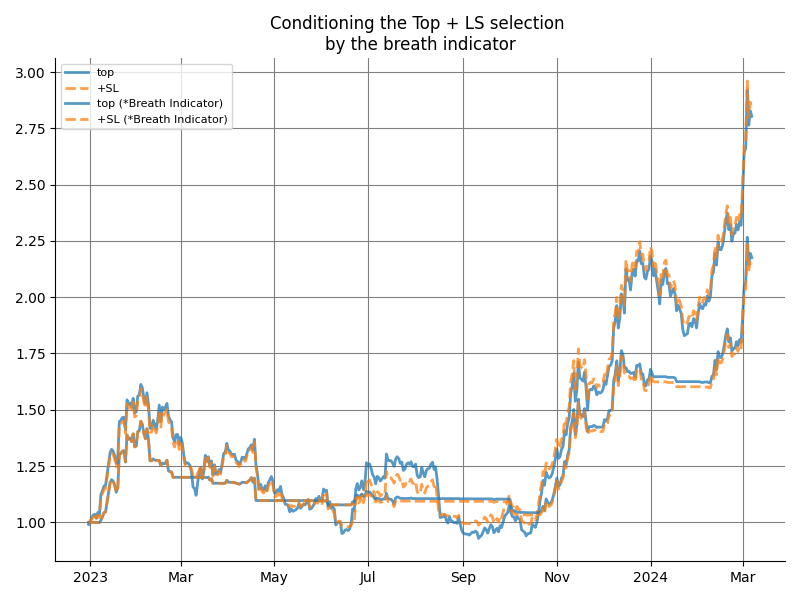 Conditioning the Top + LS selection
by the breath indicator
top
+SL
top (*Breath Indicator)
+SL (*Breath Indicator)
3.00
2.75
2.50
2.25
2.00
1.75
1.50
1.25
1.00
2023
Mar
May
Jul
Sep
Nov
2024
Mar